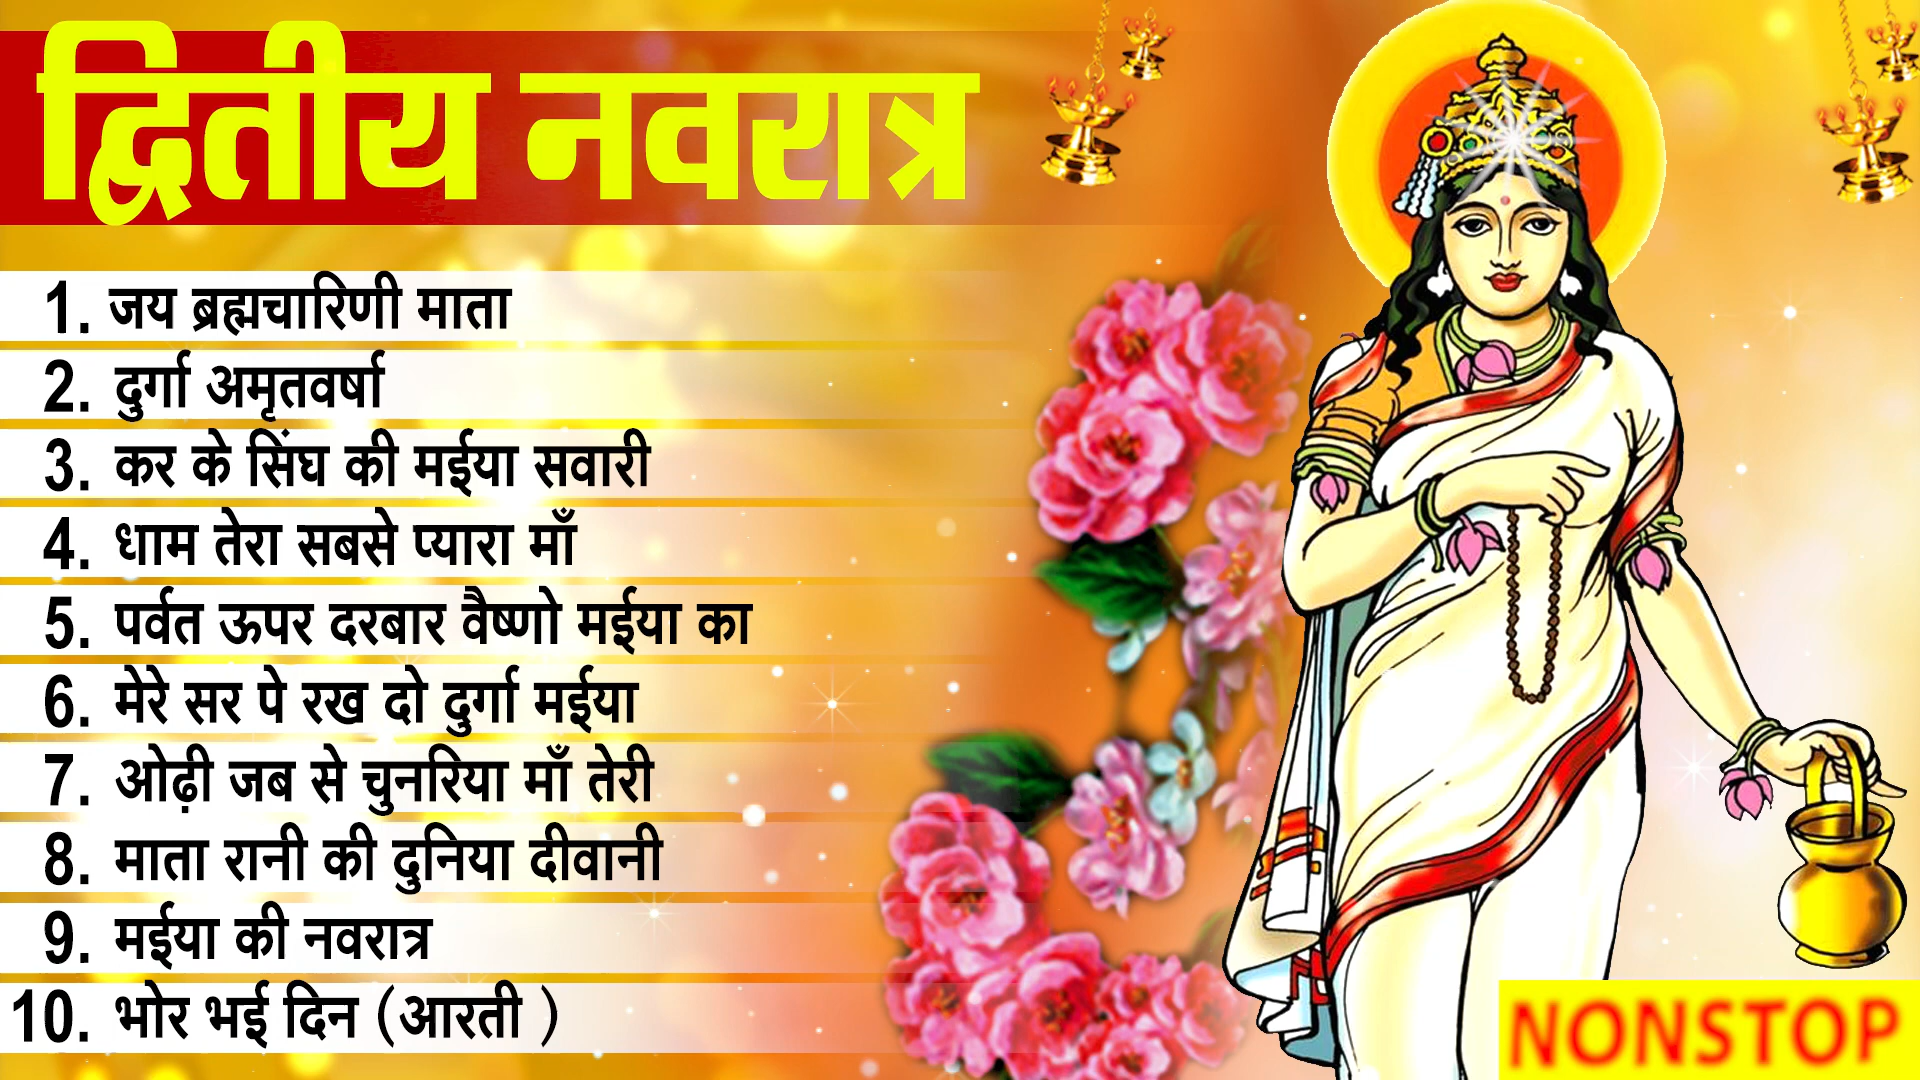 द्वितीय नवरात्र
1. जय ब्रह्मचारिणी माता
2. दुर्गा अमृतवर्षा
3. कर के सिंघ की मईया सवारी
4. धाम तेरा सबसे प्यारा माँ
5. पर्वत ऊपर दरबार वैष्णो मईया का
6. मेरे सर पे रख दो दुर्गा मईया
7. ओढ़ी जब से चुनरिया माँ तेरी
8. माता रानी की दुनिया दीवानी
9. मईया की नवरात्र
10. भोर भई दिन (आरती )
NONSTOP